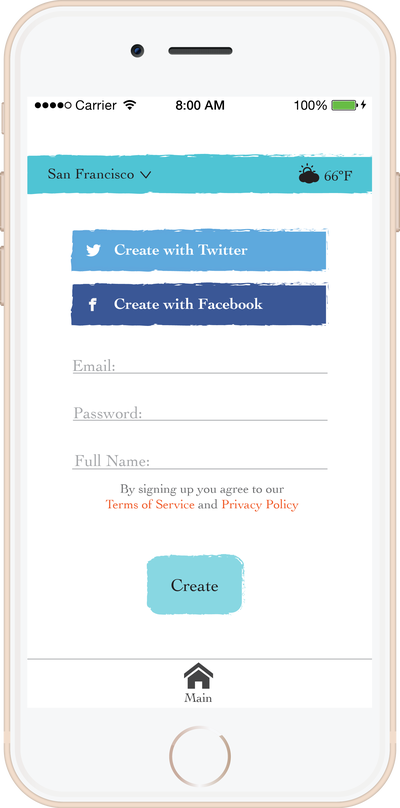 Carrier 8:00 AM 100%
San Francisco 66°F
Create with Twitter
Create with Facebook
Email:
Password:
Full Name:
By signing up you agree to our
Terms of Service and Privacy Policy
Create
Main